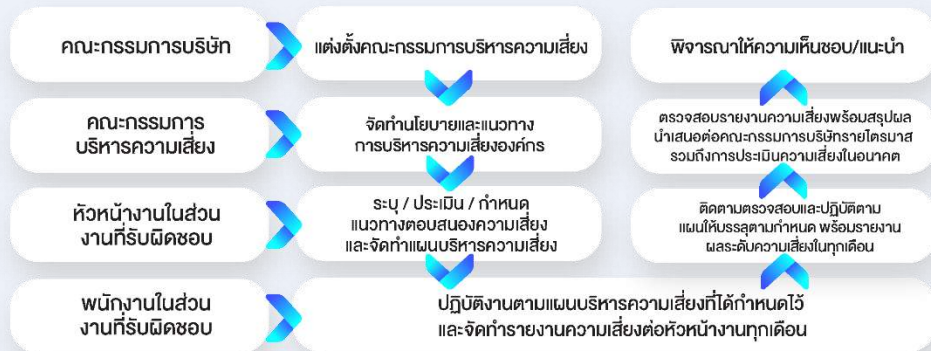 คณะกรรมการบริษัท
แต่งตั้งคณะกรรมการบริหารความเสี่ยง
พิจารณาให้ความเห็นชอบ/แนะนำ
คณะกรรมการ
บริหารความเสี่ยง
จัดทำนโยบายและแนวทาง
การบริหารความเสี่ยงองค์กร
ตรวจสอบรายงานความเสี่ยงพร้อมสรุปผล
นำเสนอต่อคณะกรรมการบริษัทรายไตรมาส
รวมถึงการประเมินความเสี่ยงในอนาคต
หัวหน้างานในส่วน
งานที่รับผิดชอบ
ระบุ / ประเมิน / กำหนด
แนวทางตอบสนองความเสี่ยง
และจัดทำแผนบริหารความเสี่ยง
ติดตามตรวจสอบและปฏิบัติตาม
แผนให้บรรลุตามกำหนด พร้อมรายงาน
ผลระดับความเสี่ยงในทุกเดือน
พนักงานในส่วน
งานที่รับผิดชอบ
ปฏิบัติงานตามแผนบริหารความเสี่ยงที่ได้กำหนดไว้
และจัดทำรายงานความเสี่ยงต่อหัวหน้างานทุกเดือน